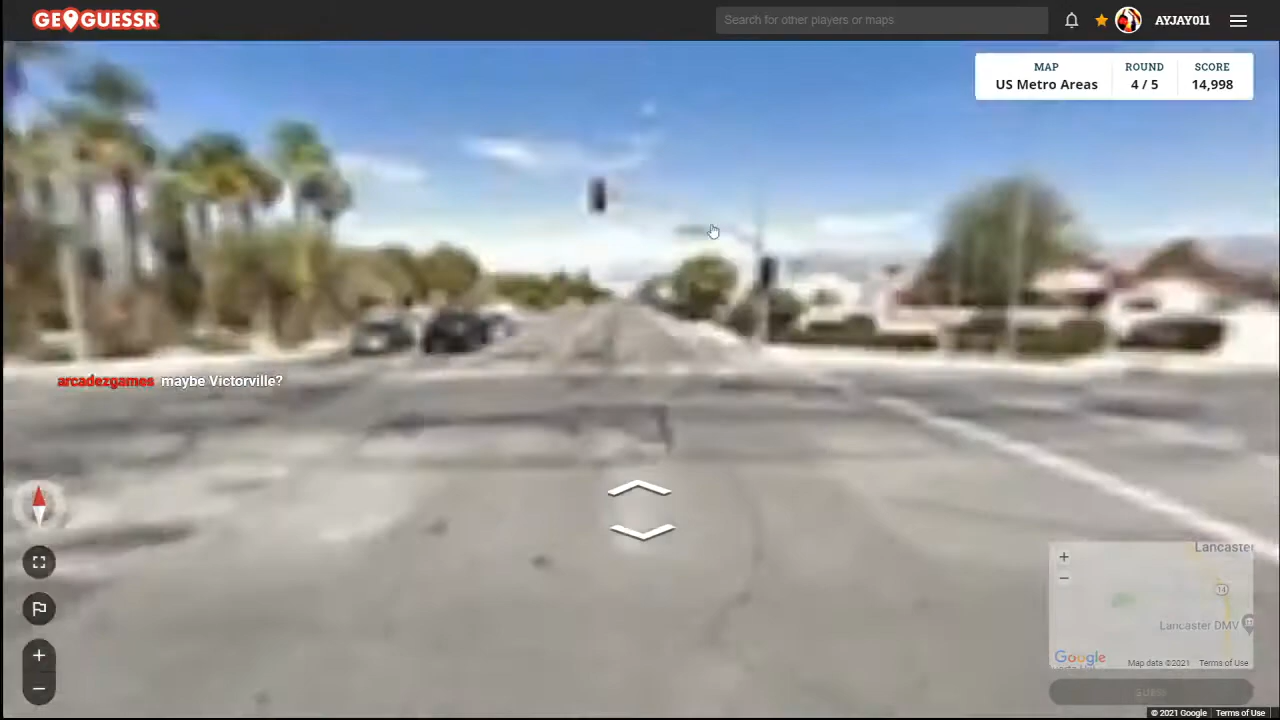 GEOGUESSR
Search for other players or maps
AYJAY011
MAP
US Metro Areas
ROUND
4 / 5
SCORE
14,998
arcadezgames maybe Victorville?
Lancaster
14
Lancaster DMV
Google
Map data ©2021 Terms of Use
GUESS
© 2021 Google Terms of Use